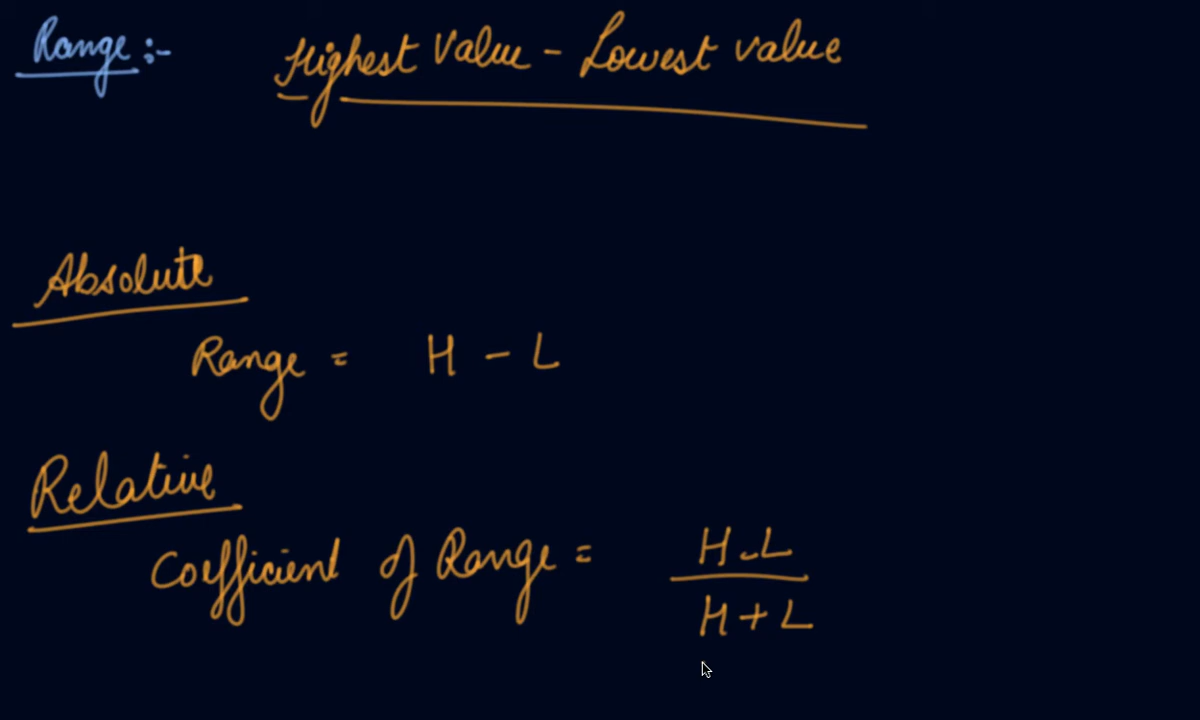 Range :- Highest Value - Lowest value
Absolute
Range = H - L
Relative
Coefficient of Range = H - L
H + L